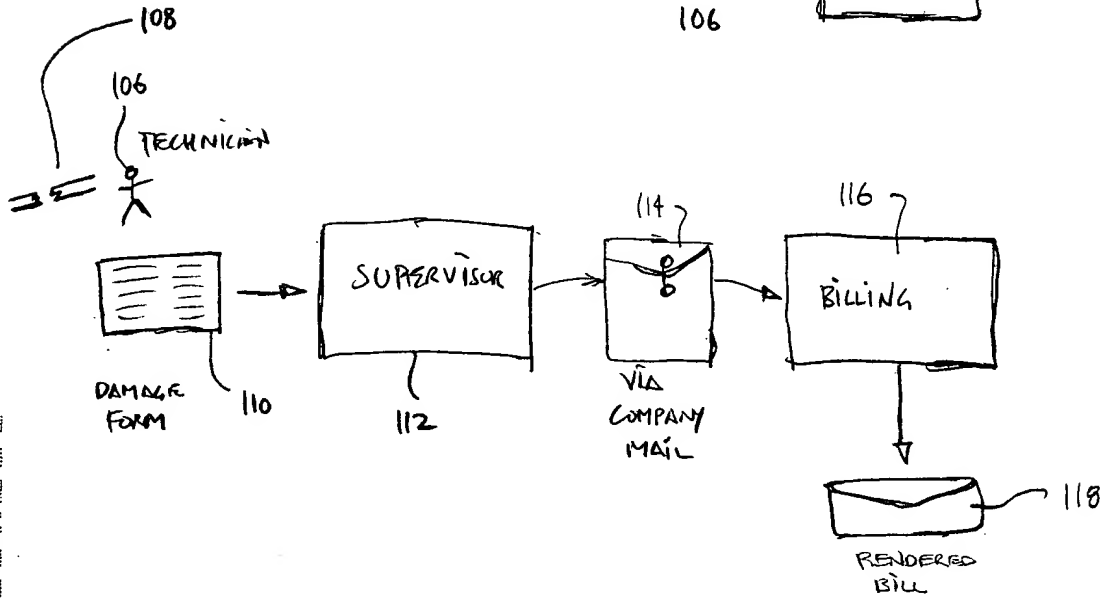 108
106
106
TECHNICIAN
114
116
SUPERVISOR
BILLING
DAMAGE
FORM
110
112
VIA
COMPANY
MAIL
118
RENDERED
BILL